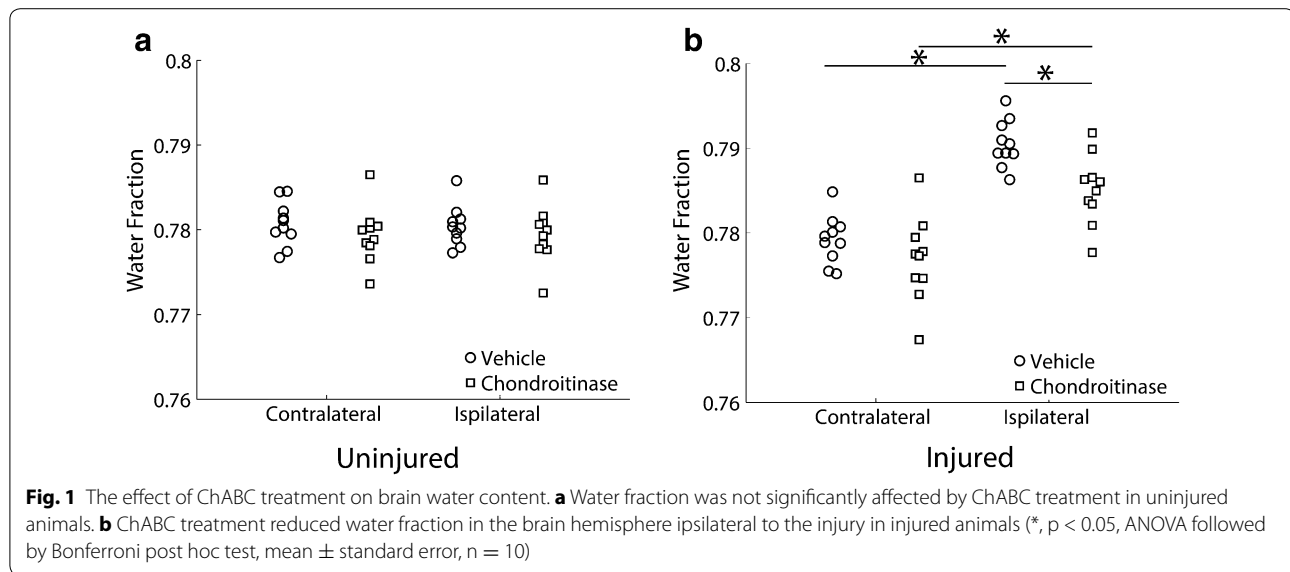 a
0.8
0.79
0.78
0.77
0.76
Water Fraction
Vehicle
Chondroitinase
Contralateral Ispilateral
Uninjured
b
*
*
*
0.8
0.79
0.78
0.77
0.76
Water Fraction
Vehicle
Chondroitinase
Contralateral Ispilateral
Injured
Fig. 1 The effect of ChABC treatment on brain water content. a Water fraction was not significantly affected by ChABC treatment in uninjured
animals. b ChABC treatment reduced water fraction in the brain hemisphere ipsilateral to the injury in injured animals (*, p < 0.05, ANOVA followed
by Bonferroni post hoc test, mean ± standard error, n = 10)